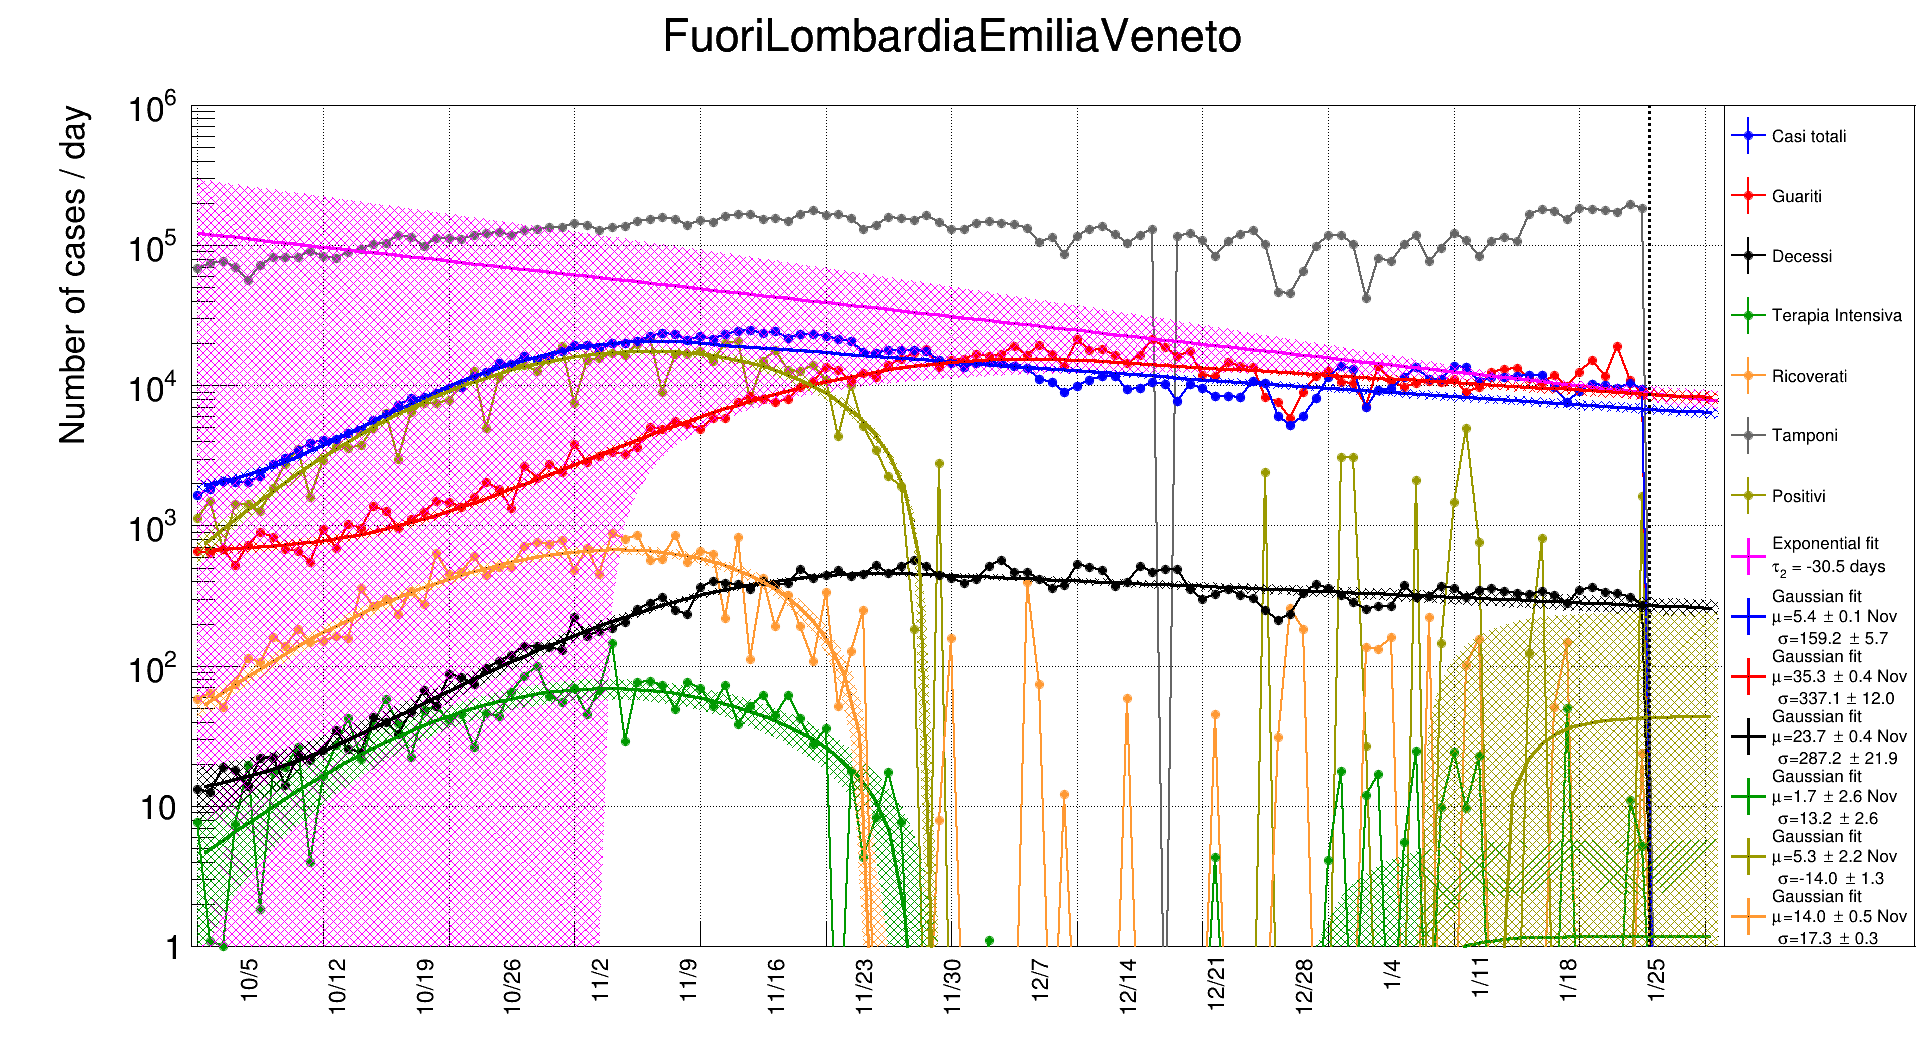 FuoriLombardiaEmiliaVeneto
Number of cases / day
10^6
10^5
10^4
10^3
10^2
10
1
10/5
10/12
10/19
10/26
11/2
11/9
11/16
11/23
11/30
12/7
12/14
12/21
12/28
1/4
1/11
1/18
1/25
Casi totali
Guariti
Decessi
Terapia Intensiva
Ricoverati
Tamponi
Positivi
Exponential fit
τ_2 = -30.5 days
Gaussian fit
μ=5.4 ± 0.1 Nov
σ=159.2 ± 5.7
Gaussian fit
μ=35.3 ± 0.4 Nov
σ=337.1 ± 12.0
Gaussian fit
μ=23.7 ± 0.4 Nov
σ=287.2 ± 21.9
Gaussian fit
μ=1.7 ± 2.6 Nov
σ=13.2 ± 2.6
Gaussian fit
μ=5.3 ± 2.2 Nov
σ=-14.0 ± 1.3
Gaussian fit
μ=14.0 ± 0.5 Nov
σ=17.3 ± 0.3